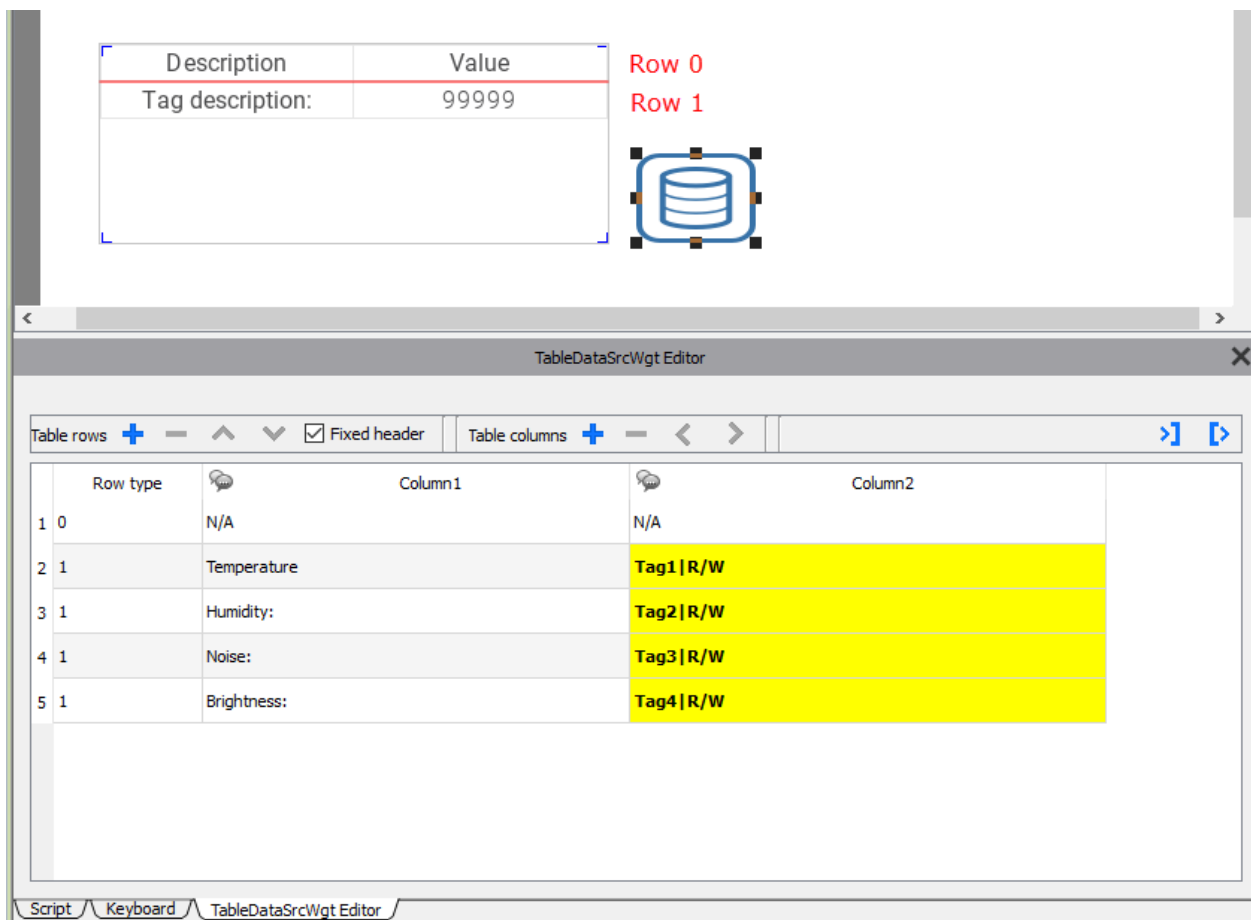 Description Value Row 0
Tag description: 99999 Row 1
TableDataSrcWgt Editor
Table rows Fixed header Table columns
Row type Column1 Column2
1 0 N/A N/A
2 1 Temperature Tag1|R/W
3 1 Humidity: Tag2|R/W
4 1 Noise: Tag3|R/W
5 1 Brightness: Tag4|R/W
Script Keyboard TableDataSrcWgt Editor